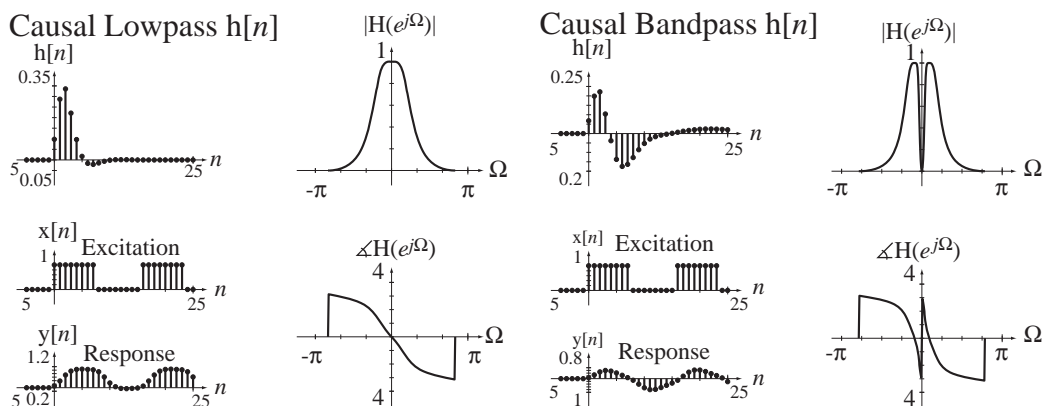 Causal Lowpass h[n]
h[n]
0.35
5
0.05
25
n
|H(e^jΩ)|
1
-π
π
Ω
x[n]
Excitation
1
5
25
n
y[n]
Response
1.2
5
0.2
25
n
∡H(e^jΩ)
4
-π
π
Ω
4
Causal Bandpass h[n]
h[n]
0.25
5
0.2
25
n
|H(e^jΩ)|
1
-π
π
Ω
x[n]
Excitation
1
5
25
n
y[n]
Response
0.8
5
1
25
n
∡H(e^jΩ)
4
-π
π
Ω
4